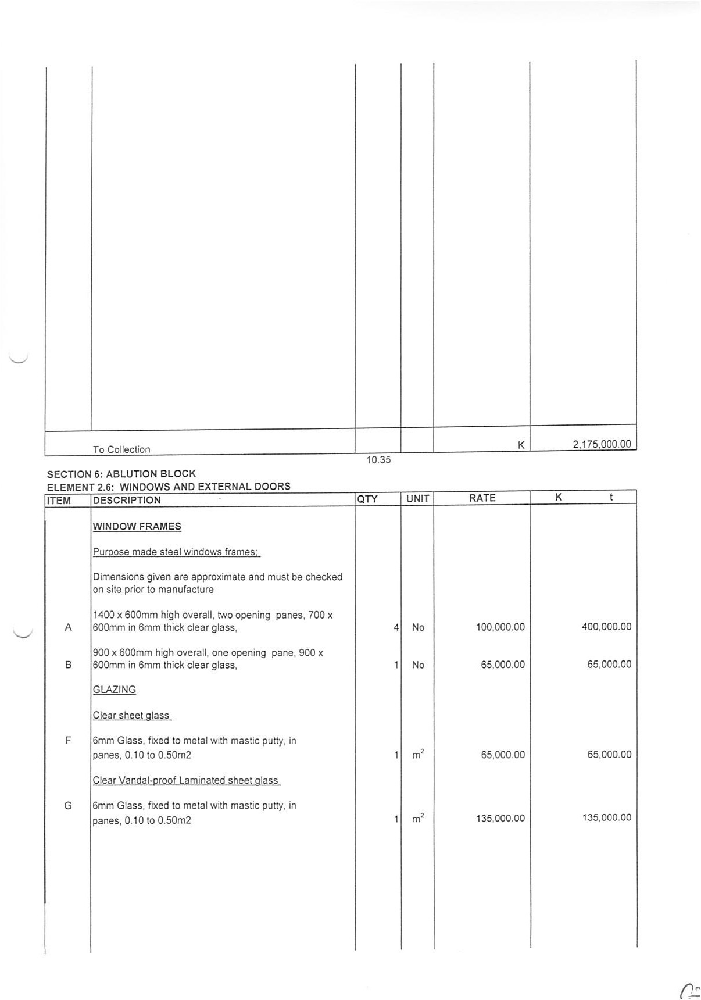 To Collection K 2,175,000.00
10.35
SECTION 6: ABLUTION BLOCK
ELEMENT 2.6: WINDOWS AND EXTERNAL DOORS
ITEM DESCRIPTION QTY UNIT RATE K t
WINDOW FRAMES
Purpose made steel windows frames;
Dimensions given are approximate and must be checked
on site prior to manufacture
1400 x 600mm high overall, two opening panes, 700 x
A 600mm in 6mm thick clear glass, 4 No 100,000.00 400,000.00
900 x 600mm high overall, one opening pane, 900 x
B 600mm in 6mm thick clear glass, 1 No 65,000.00 65,000.00
GLAZING
Clear sheet glass
F 6mm Glass, fixed to metal with mastic putty, in
panes, 0.10 to 0.50m2 1 m² 65,000.00 65,000.00
Clear Vandal-proof Laminated sheet glass
G 6mm Glass, fixed to metal with mastic putty, in
panes, 0.10 to 0.50m2 1 m² 135,000.00 135,000.00